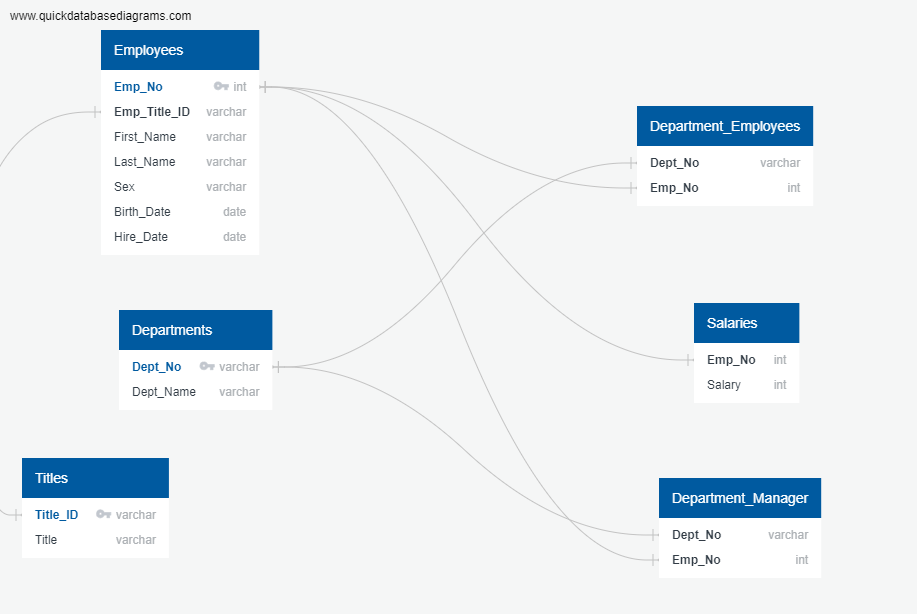 www.quickdatabasediagrams.com
Employees
Emp_No int
Emp_Title_ID varchar
First_Name varchar
Last_Name varchar
Sex varchar
Birth_Date date
Hire_Date date
Department_Employees
Dept_No varchar
Emp_No int
Departments
Dept_No varchar
Dept_Name varchar
Salaries
Emp_No int
Salary int
Titles
Title_ID varchar
Title varchar
Department_Manager
Dept_No varchar
Emp_No int